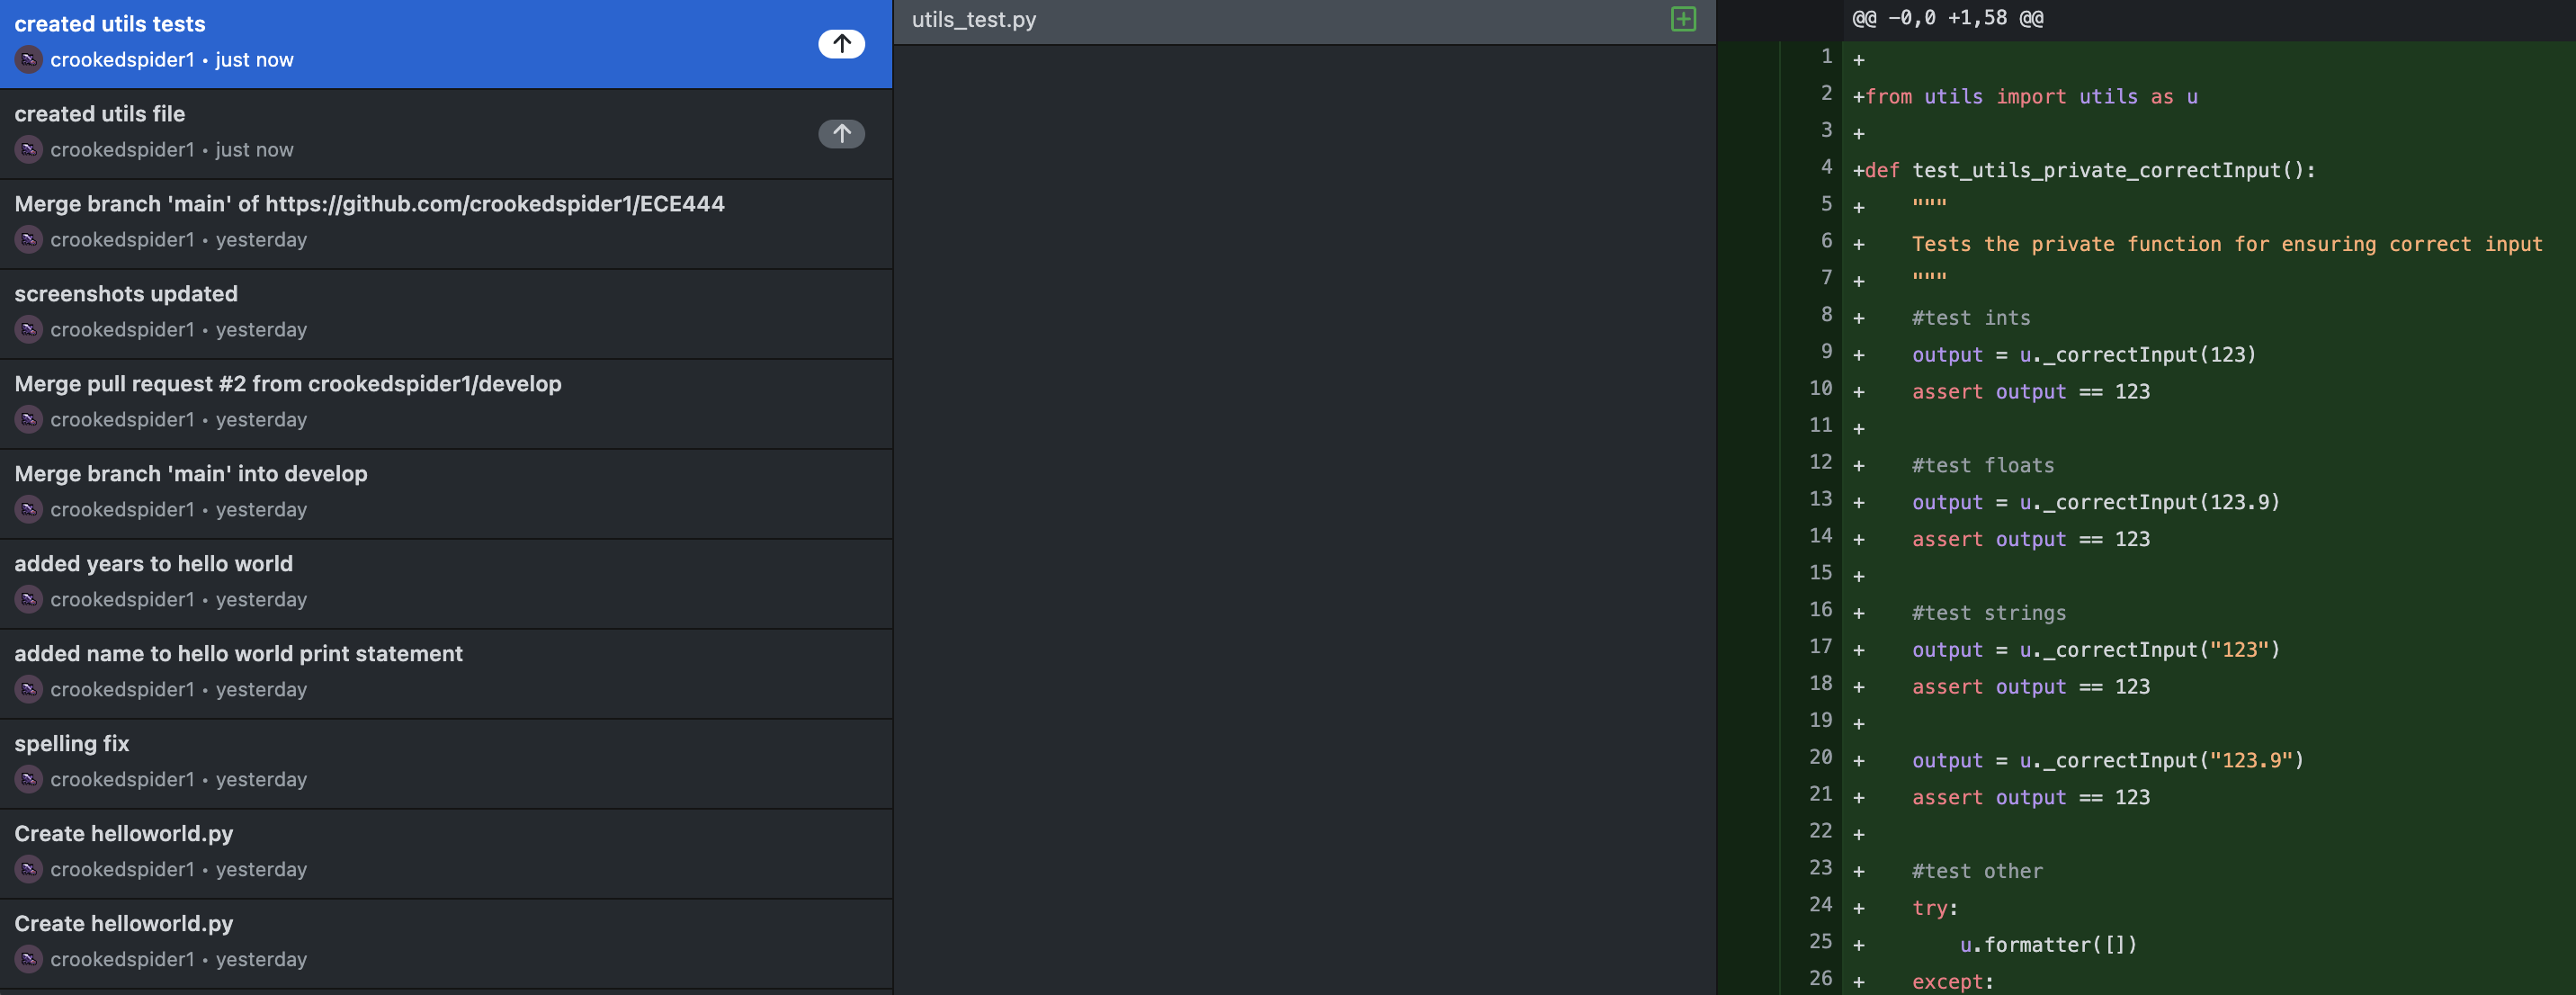 created utils tests
crookedspider1 • just now
created utils file
crookedspider1 • just now
Merge branch 'main' of https://github.com/crookedspider1/ECE444
crookedspider1 • yesterday
screenshots updated
crookedspider1 • yesterday
Merge pull request #2 from crookedspider1/develop
crookedspider1 • yesterday
Merge branch 'main' into develop
crookedspider1 • yesterday
added years to hello world
crookedspider1 • yesterday
added name to hello world print statement
crookedspider1 • yesterday
spelling fix
crookedspider1 • yesterday
Create helloworld.py
crookedspider1 • yesterday
Create helloworld.py
crookedspider1 • yesterday
utils_test.py
@@ -0,0 +1,58 @@
1 +
2 +from utils import utils as u
3 +
4 +def test_utils_private_correctInput():
5 +    """
6 +    Tests the private function for ensuring correct input
7 +    """
8 +    #test ints
9 +    output = u._correctInput(123)
10 +    assert output == 123
11 +
12 +    #test floats
13 +    output = u._correctInput(123.9)
14 +    assert output == 123
15 +
16 +    #test strings
17 +    output = u._correctInput("123")
18 +    assert output == 123
19 +
20 +    output = u._correctInput("123.9")
21 +    assert output == 123
22 +
23 +    #test other
24 +    try:
25 +        u.formatter([])
26 +    except: